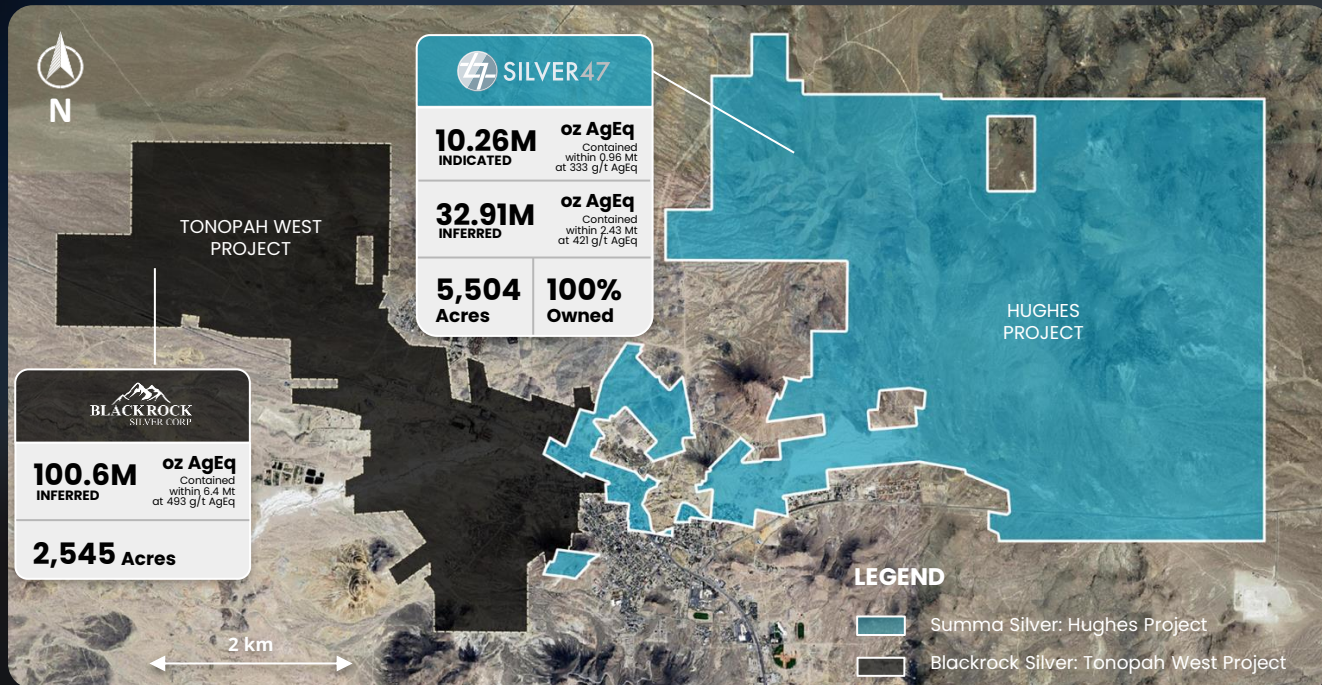 N
SILVER47
10.26M
INDICATED
oz AgEq
Contained
within 0.96 Mt
at 333 g/t AgEq
32.91M
INFERRED
oz AgEq
Contained
within 2.43 Mt
at 421 g/t AgEq
5,504
Acres
100%
Owned
TONOPAH WEST
PROJECT
HUGHES
PROJECT
BLACKROCK
SILVER CORP
100.6M
INFERRED
oz AgEq
Contained
within 6.4 Mt
at 493 g/t AgEq
2,545 Acres
2 km
LEGEND
Summa Silver: Hughes Project
Blackrock Silver: Tonopah West Project